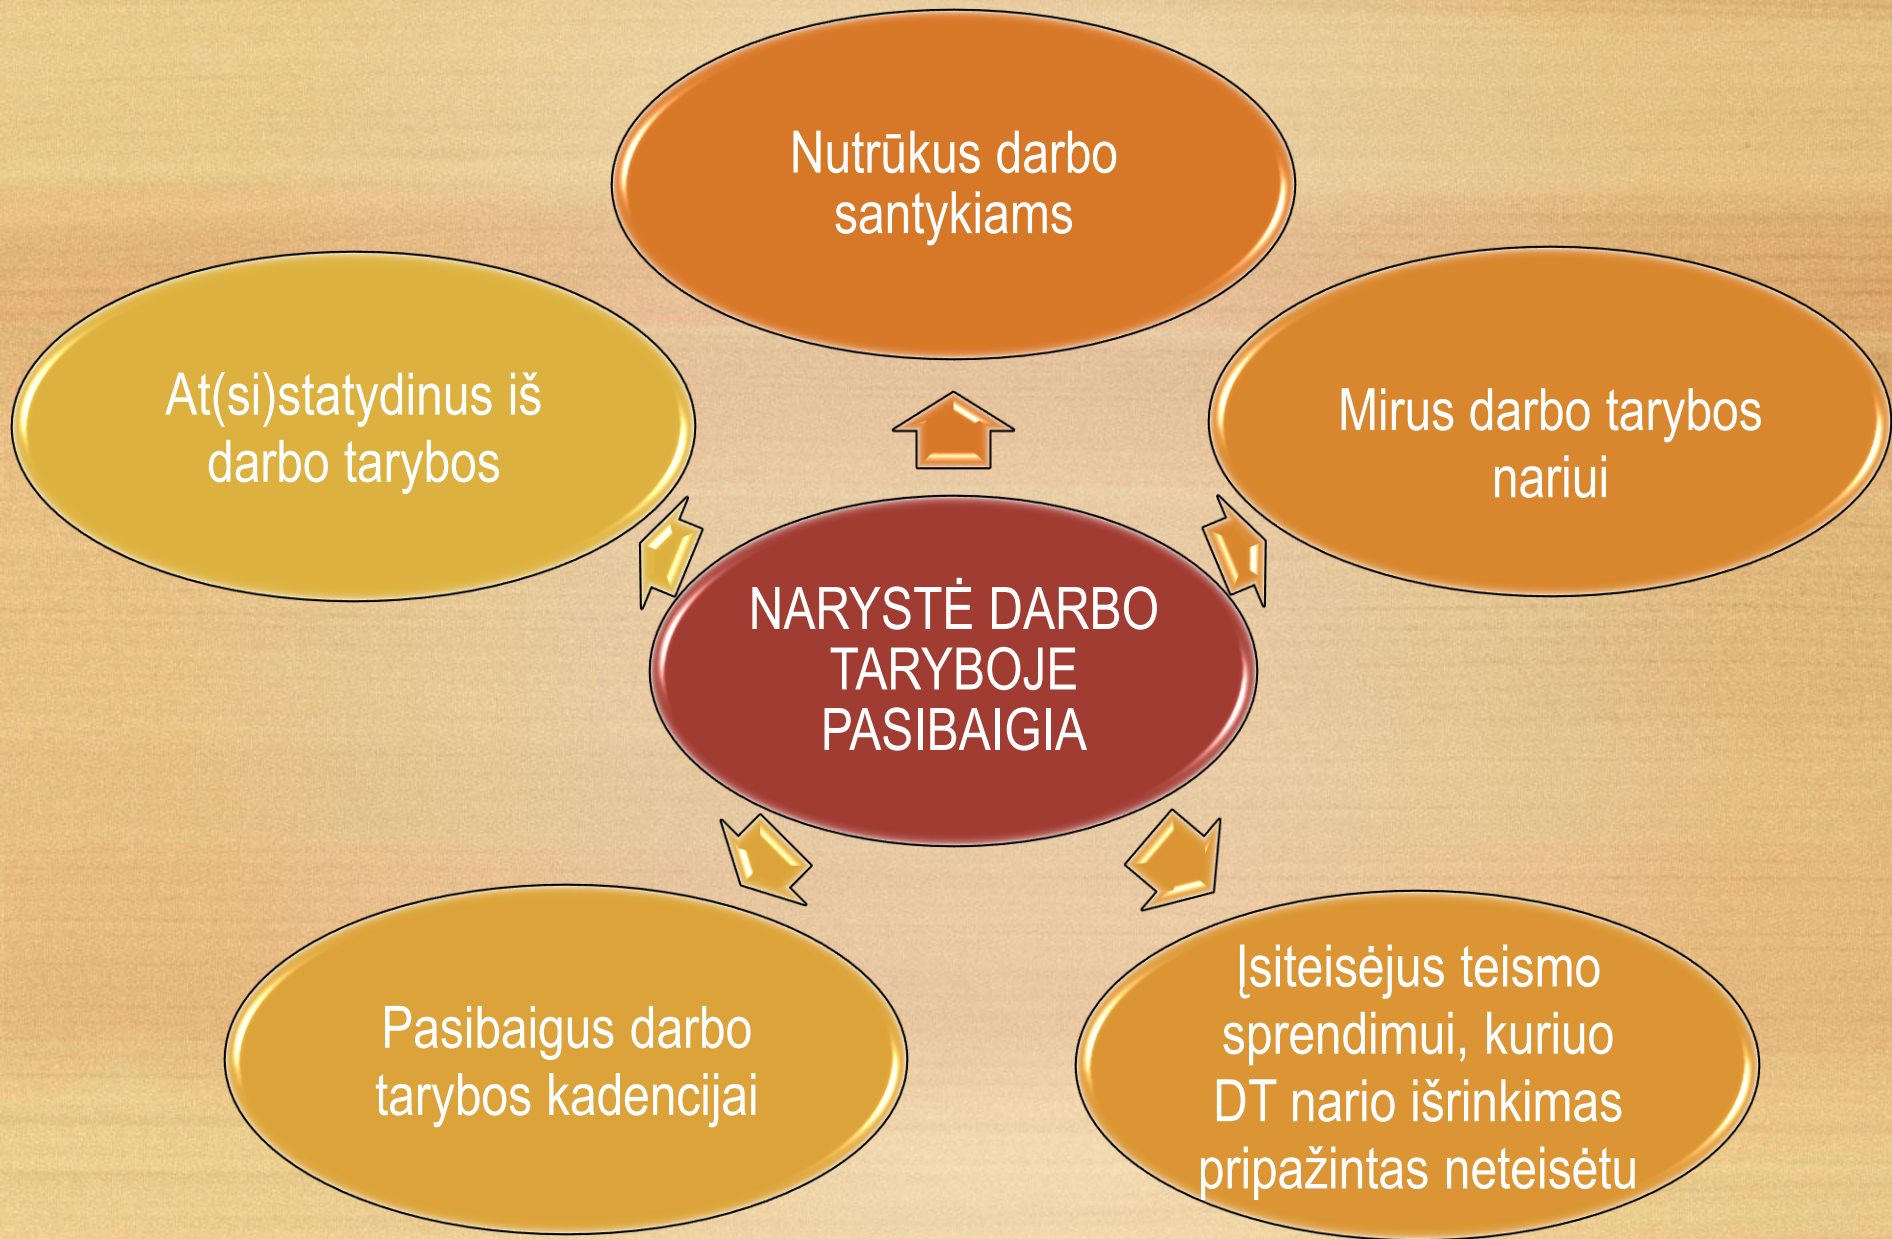 Nutrūkus darbo
santykiams
At(si)statydinus iš
darbo tarybos
Mirus darbo tarybos
nariui
NARYSTĖ DARBO
TARYBOJE
PASIBAIGIA
Pasibaigus darbo
tarybos kadencijai
Įsiteisėjus teismo
sprendimui, kuriuo
DT nario išrinkimas
pripažintas neteisėtu